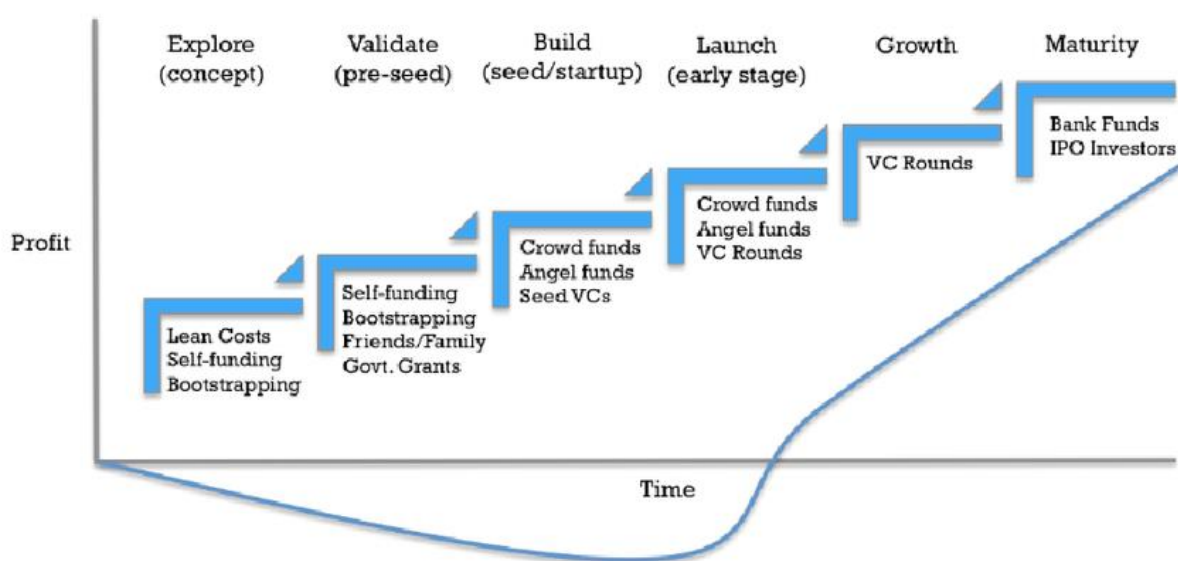 Explore
(concept)
Validate
(pre-seed)
Build
(seed/startup)
Launch
(early stage)
Growth
Maturity
Profit
Lean Costs
Self-funding
Bootstrapping
Self-funding
Bootstrapping
Friends/Family
Govt. Grants
Crowd funds
Angel funds
Seed VCs
Crowd funds
Angel funds
VC Rounds
VC Rounds
Bank Funds
IPO Investors
Time